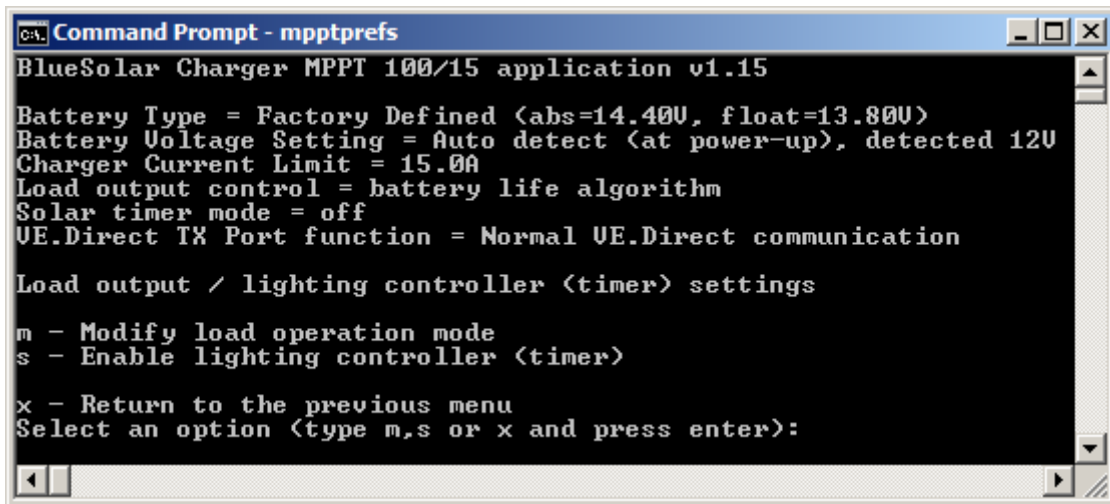 Command Prompt - mpptprefs
BlueSolar Charger MPPT 100/15 application v1.15
Battery Type = Factory Defined (abs=14.40V, float=13.80V)
Battery Voltage Setting = Auto detect (at power-up), detected 12V
Charger Current Limit = 15.0A
Load output control = battery life algorithm
Solar timer mode = off
VE.Direct TX Port function = Normal VE.Direct communication
Load output / lighting controller (timer) settings
m - Modify load operation mode
s - Enable lighting controller (timer)
x - Return to the previous menu
Select an option (type m,s or x and press enter):